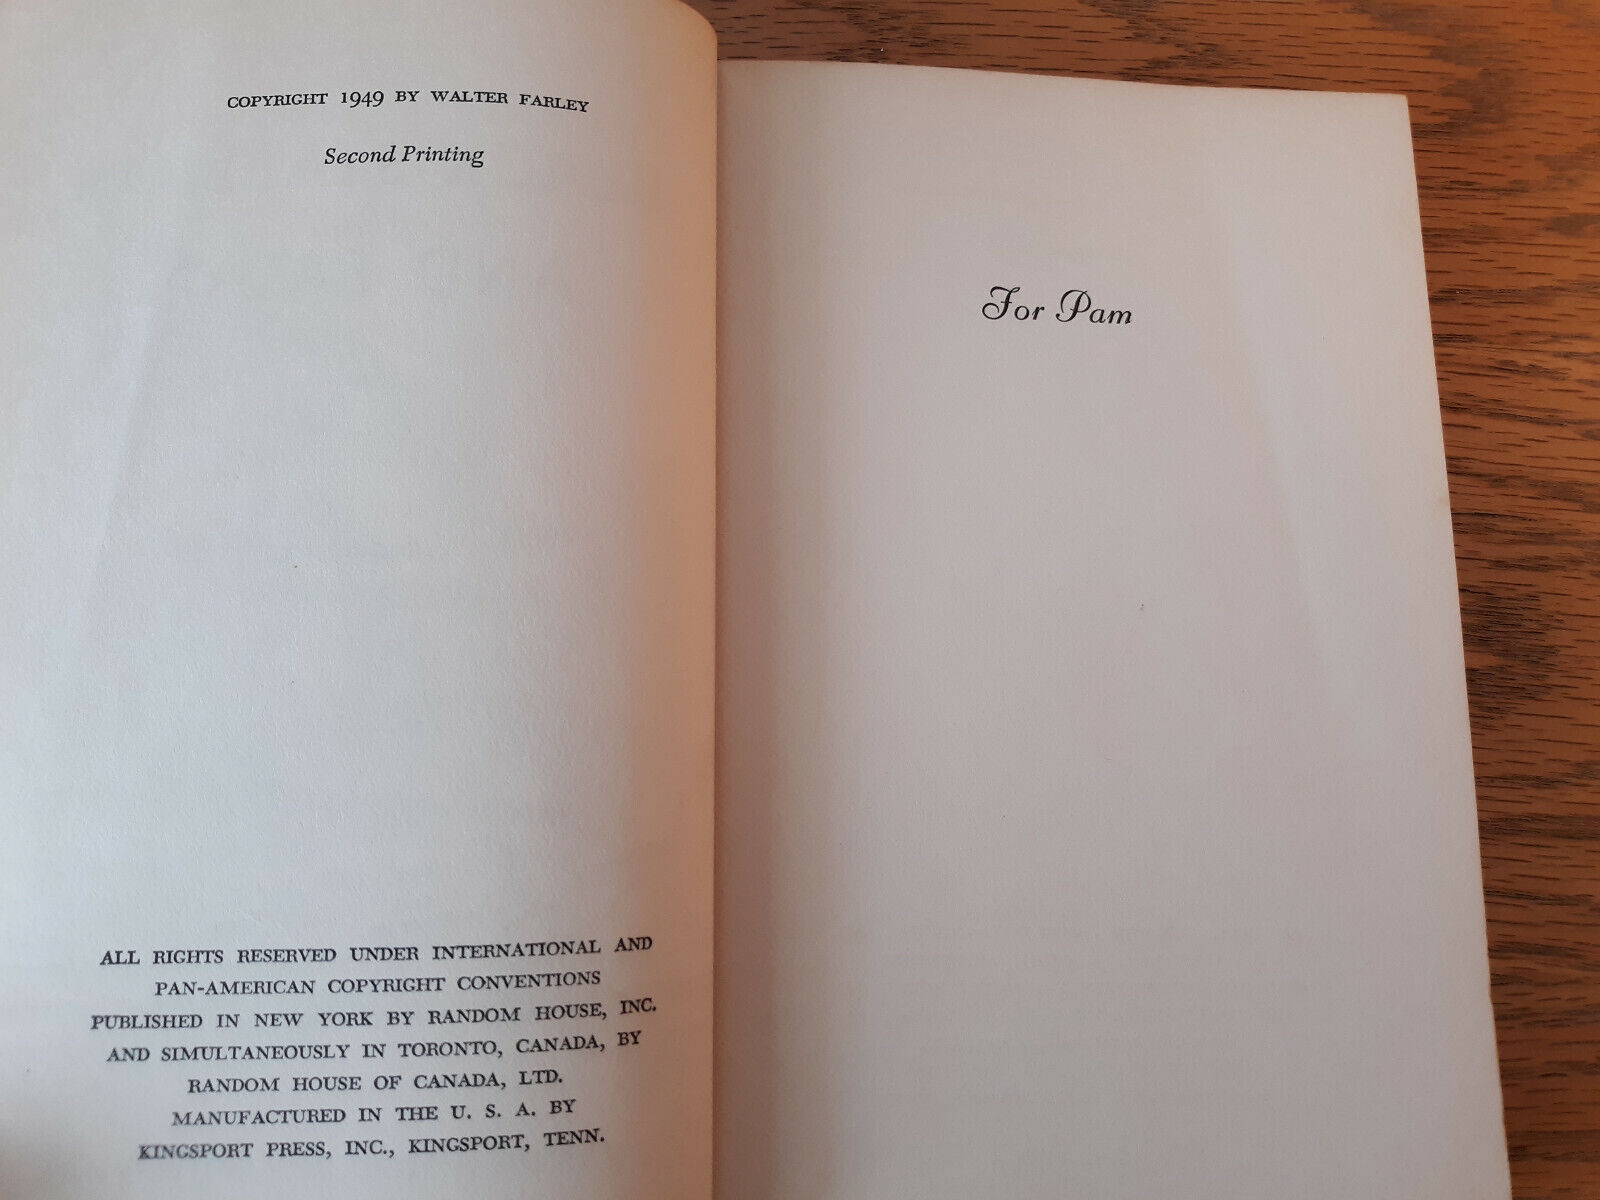 COPYRIGHT 1949 BY WALTER FARLEY
Second Printing
ALL RIGHTS RESERVED UNDER INTERNATIONAL AND
PAN-AMERICAN COPYRIGHT CONVENTIONS
PUBLISHED IN NEW YORK BY RANDOM HOUSE, INC.
AND SIMULTANEOUSLY IN TORONTO, CANADA, BY
RANDOM HOUSE OF CANADA, LTD.
MANUFACTURED IN THE U. S. A. BY
KINGSPORT PRESS, INC., KINGSPORT, TENN.
For Pam